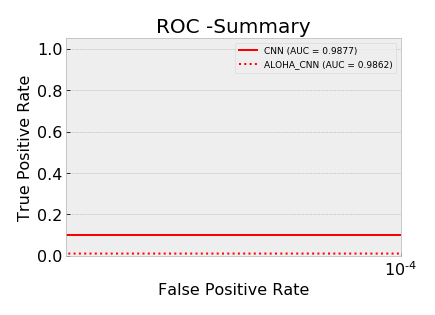 ROC -Summary
CNN (AUC = 0.9877)
ALOHA_CNN (AUC = 0.9862)
True Positive Rate
1.0
0.8
0.6
0.4
0.2
0.0
10⁻⁴
False Positive Rate